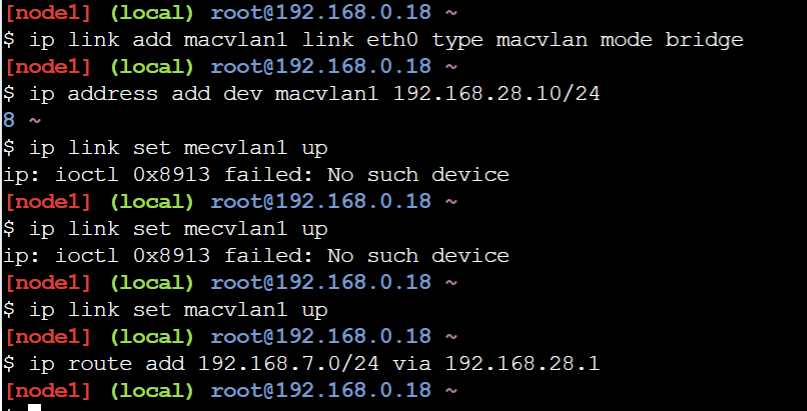 [node1] (local) root@192.168.0.18 ~
$ ip link add macvlan1 link eth0 type macvlan mode bridge
[node1] (local) root@192.168.0.18 ~
$ ip address add dev macvlan1 192.168.28.10/24
8 ~
$ ip link set mecvlan1 up
ip: ioctl 0x8913 failed: No such device
[node1] (local) root@192.168.0.18 ~
$ ip link set mecvlan1 up
ip: ioctl 0x8913 failed: No such device
[node1] (local) root@192.168.0.18 ~
$ ip link set macvlan1 up
[node1] (local) root@192.168.0.18 ~
$ ip route add 192.168.7.0/24 via 192.168.28.1
[node1] (local) root@192.168.0.18 ~